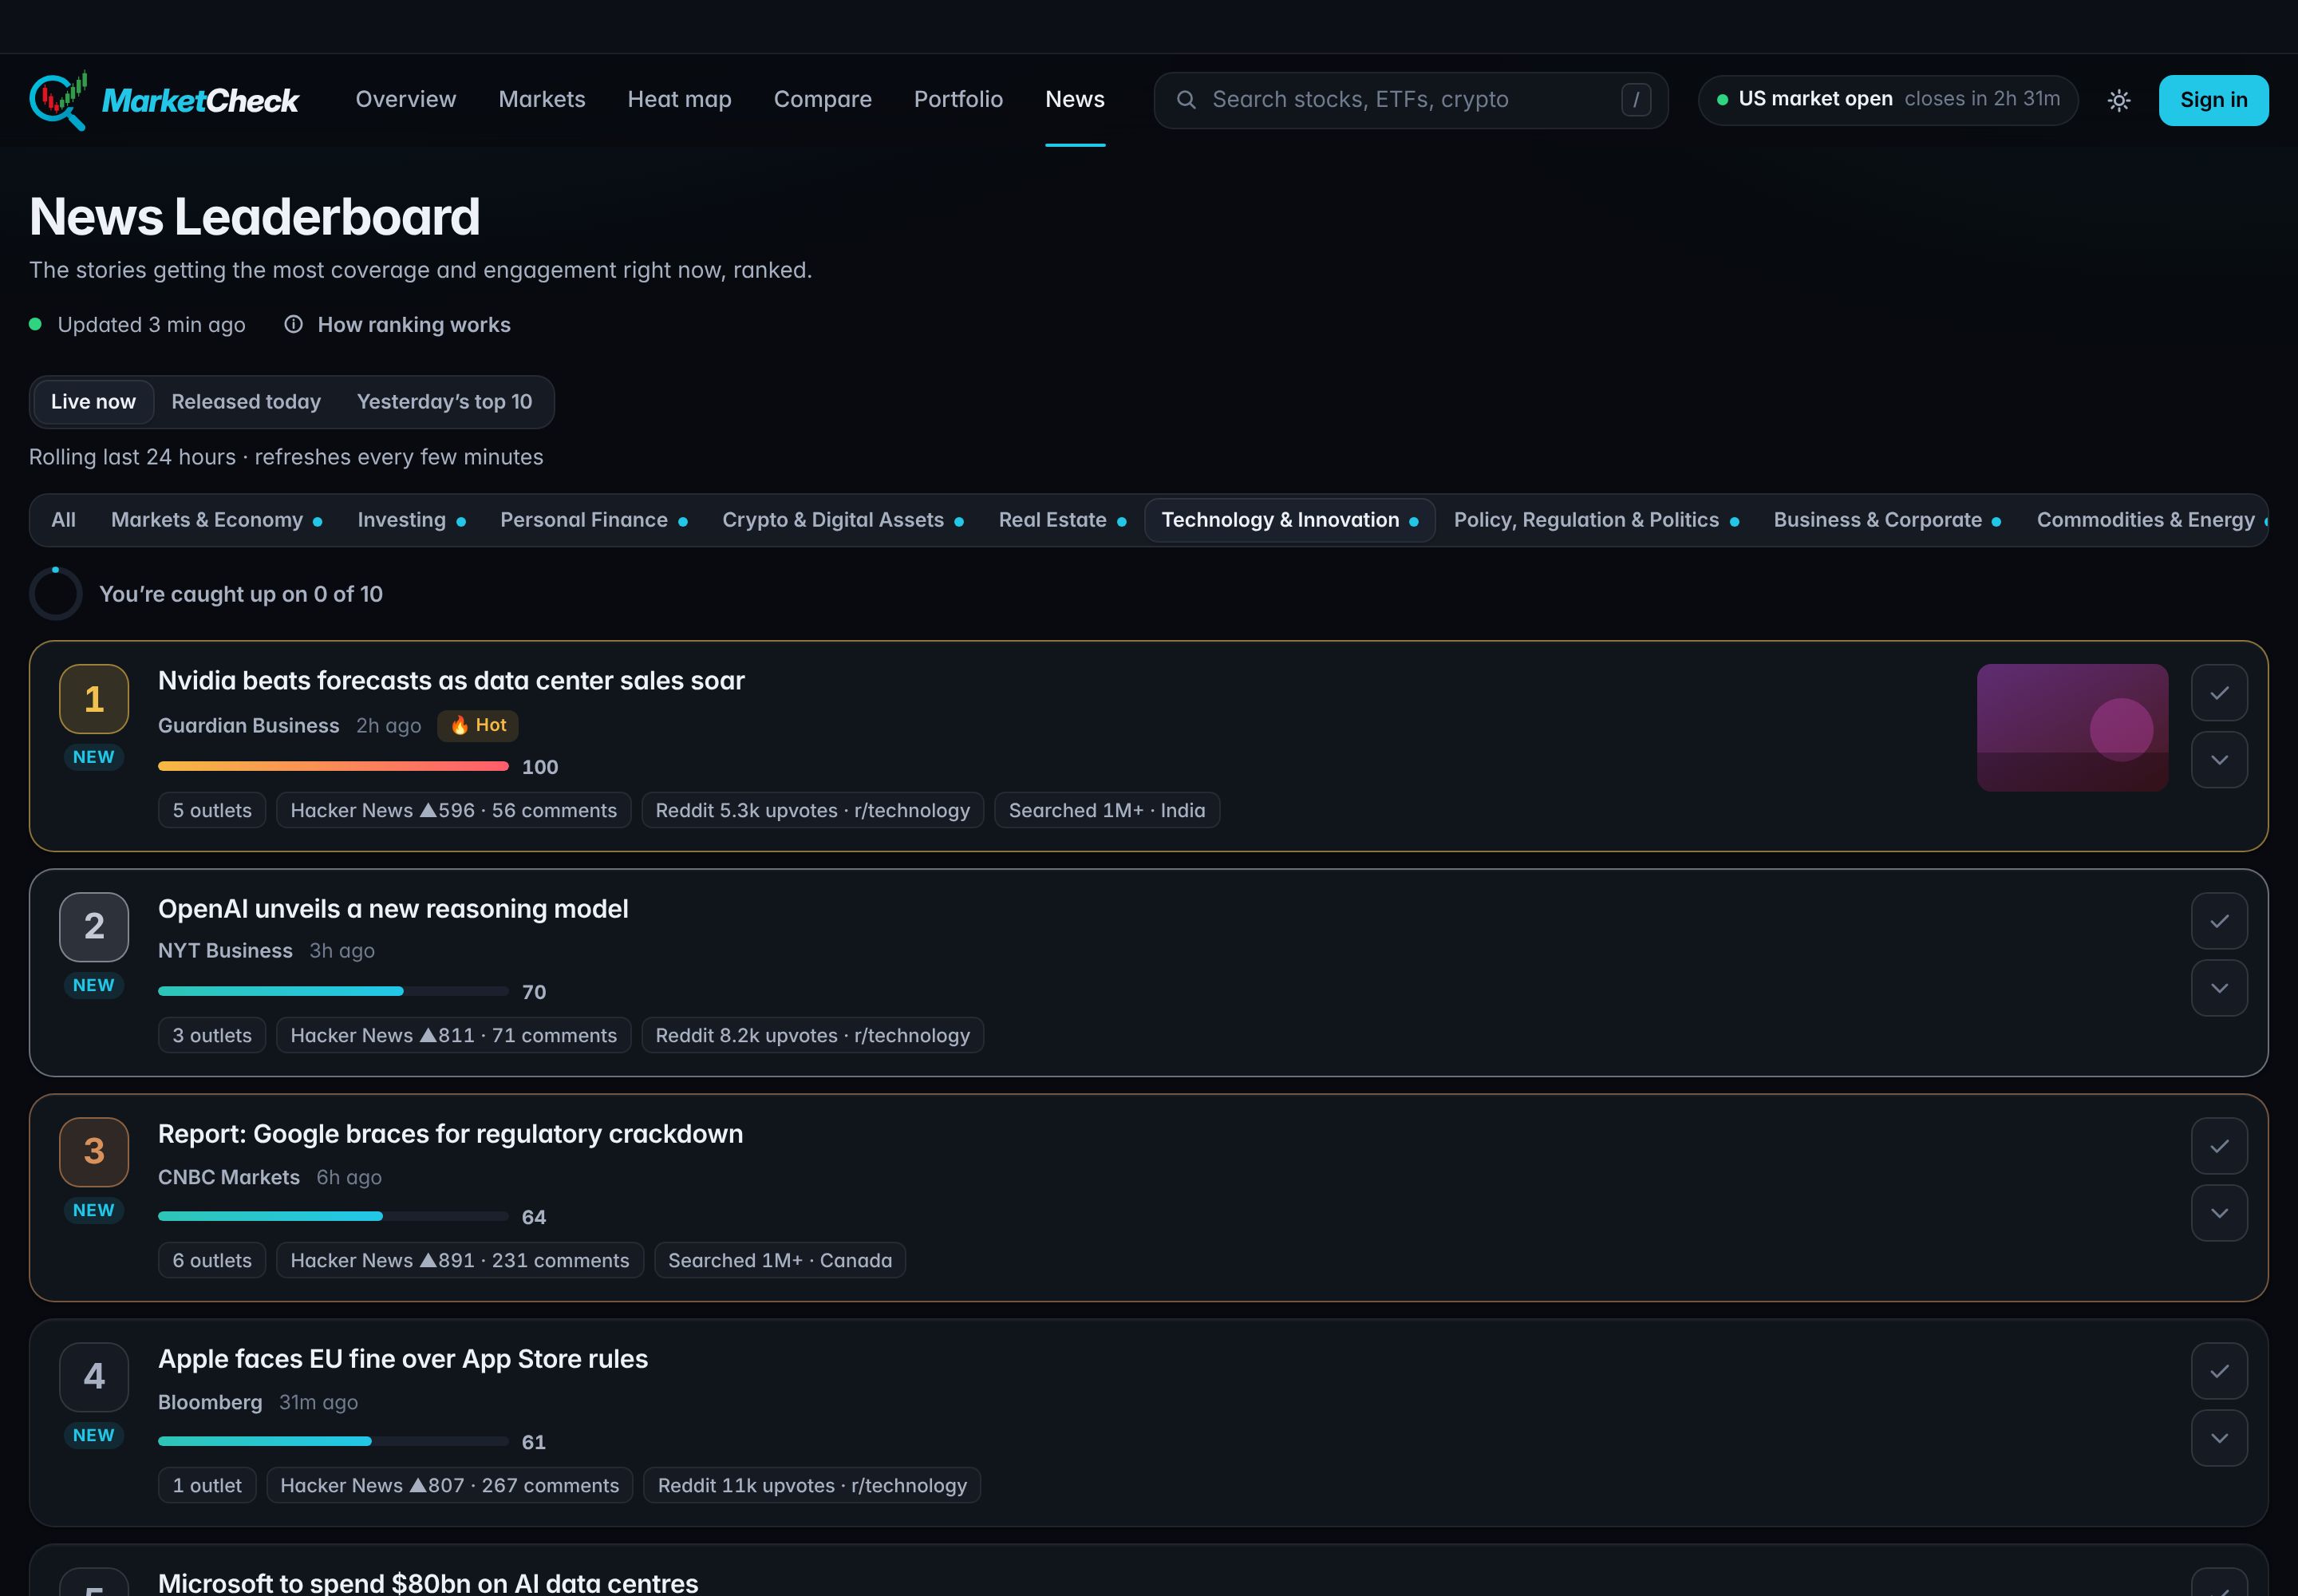 MarketCheck Overview Markets Heat map Compare Portfolio News Search stocks, ETFs, crypto / US market open closes in 2h 31m Sign in
News Leaderboard
The stories getting the most coverage and engagement right now, ranked.
Updated 3 min ago How ranking works
Live now Released today Yesterday’s top 10
Rolling last 24 hours · refreshes every few minutes
All Markets & Economy Investing Personal Finance Crypto & Digital Assets Real Estate Technology & Innovation Policy, Regulation & Politics Business & Corporate Commodities & Energy
You’re caught up on 0 of 10
1 Nvidia beats forecasts as data center sales soar
Guardian Business 2h ago 🔥 Hot
NEW
100
5 outlets Hacker News ▲596 · 56 comments Reddit 5.3k upvotes · r/technology Searched 1M+ · India
2 OpenAI unveils a new reasoning model
NYT Business 3h ago
NEW
70
3 outlets Hacker News ▲811 · 71 comments Reddit 8.2k upvotes · r/technology
3 Report: Google braces for regulatory crackdown
CNBC Markets 6h ago
NEW
64
6 outlets Hacker News ▲891 · 231 comments Searched 1M+ · Canada
4 Apple faces EU fine over App Store rules
Bloomberg 31m ago
NEW
61
1 outlet Hacker News ▲807 · 267 comments Reddit 11k upvotes · r/technology
Microsoft to spend $80bn on AI data centres